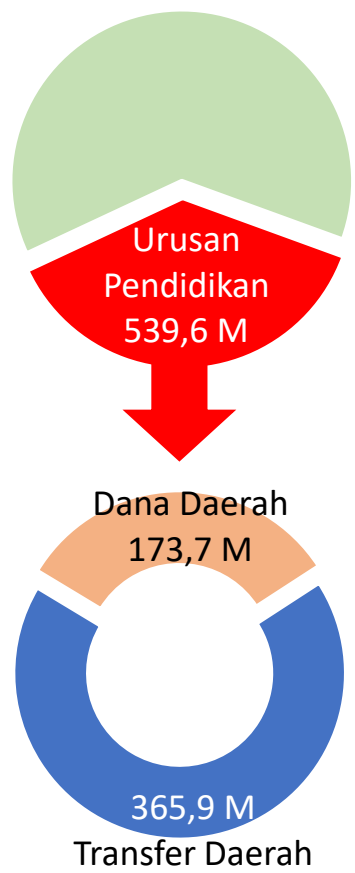 Urusan
Pendidikan
539,6 M
Dana Daerah
173,7 M
365,9 M
Transfer Daerah